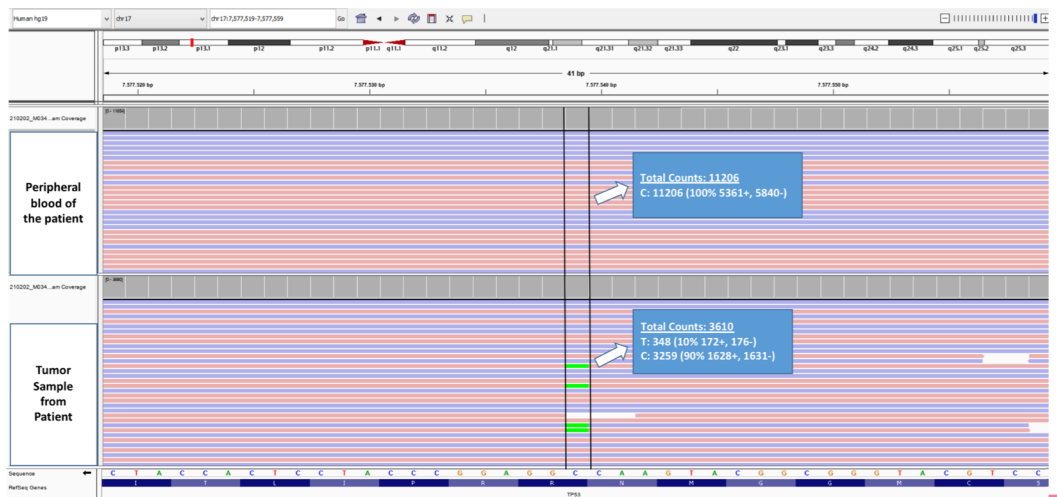 Human hg19 chr17 chr17:7,577,519-7,577,559 Go
p13.3 p13.2 p13.1 p12 p11.2 p11.1 q11.1 q11.2 q12 q21.1 q21.31 q21.32 q21.33 q22 q23.1 q23.3 q24.2 q24.3 q25.1 q25.2 q25.3
41 bp
7.577.520 bp 7.577.530 bp 7.577.540 bp 7.577.550 bp
210202_M034...am Coverage
Peripheral
blood of
the patient
Total Counts: 11206
C: 11206 (100% 5361+, 5840-)
210202_M034...am Coverage
Tumor
Sample
from
Patient
Total Counts: 3610
T: 348 (10% 172+, 176-)
C: 3259 (90% 1628+, 1631-)
Sequence C T A C C A C T C C T A C C C G G A G G C C A A G T A C G G C G G G T A C G T C C
RefSeq Genes I T L I P R R N M G G M C S
TP53